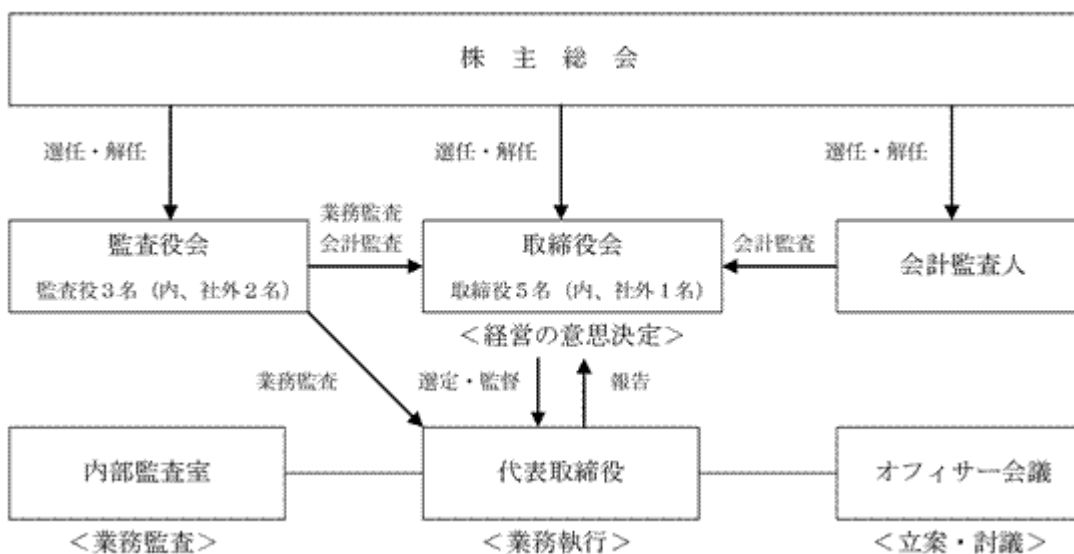 株主総会
選任・解任
選任・解任
選任・解任
監査役会
監査役3名（内、社外2名）
業務監査
会計監査
取締役会
取締役5名（内、社外1名）
＜経営の意思決定＞
会計監査
会計監査人
業務監査
選定・監督
報告
内部監査室
＜業務監査＞
代表取締役
＜業務執行＞
オフィサー会議
＜立案・討議＞